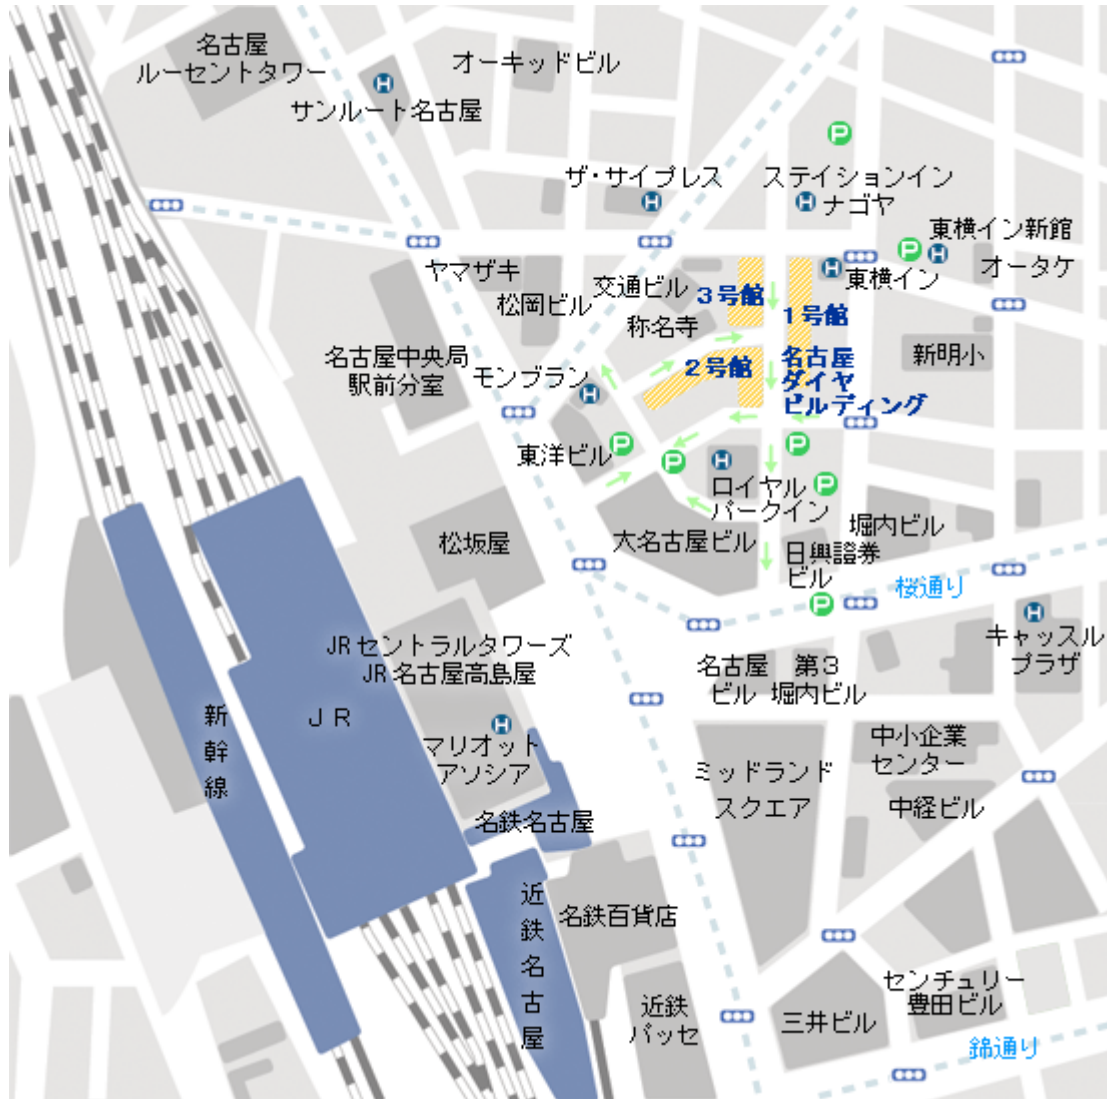 名古屋
ルーセントタワー
オーキッドビル
H
サンルート名古屋
P
ザ・サイプレス
H
ステイションイン
H ナゴヤ
東横イン新館
P H
オータケ
H
東横イン
ヤマザキ
松岡ビル
交通ビル
3号館
1号館
称名寺
名古屋中央局
駅前分室
モンブラン
H
2号館
名古屋
ダイヤ
ビルディング
新明小
東洋ビル
P
P
H
P
ロイヤル
パークイン
P
松坂屋
大名古屋ビル
堀内ビル
日興證券
ビル
P
桜通り
H
キャッスル
プラザ
JRセントラルタワーズ
JR名古屋高島屋
名古屋
ビル
第3
堀内ビル
新幹線
JR
H
マリオット
アソシア
中小企業
センター
ミッドランド
スクエア
中経ビル
名鉄名古屋
近鉄名古屋
名鉄百貨店
近鉄
パッセ
三井ビル
センチュリー
豊田ビル
錦通り